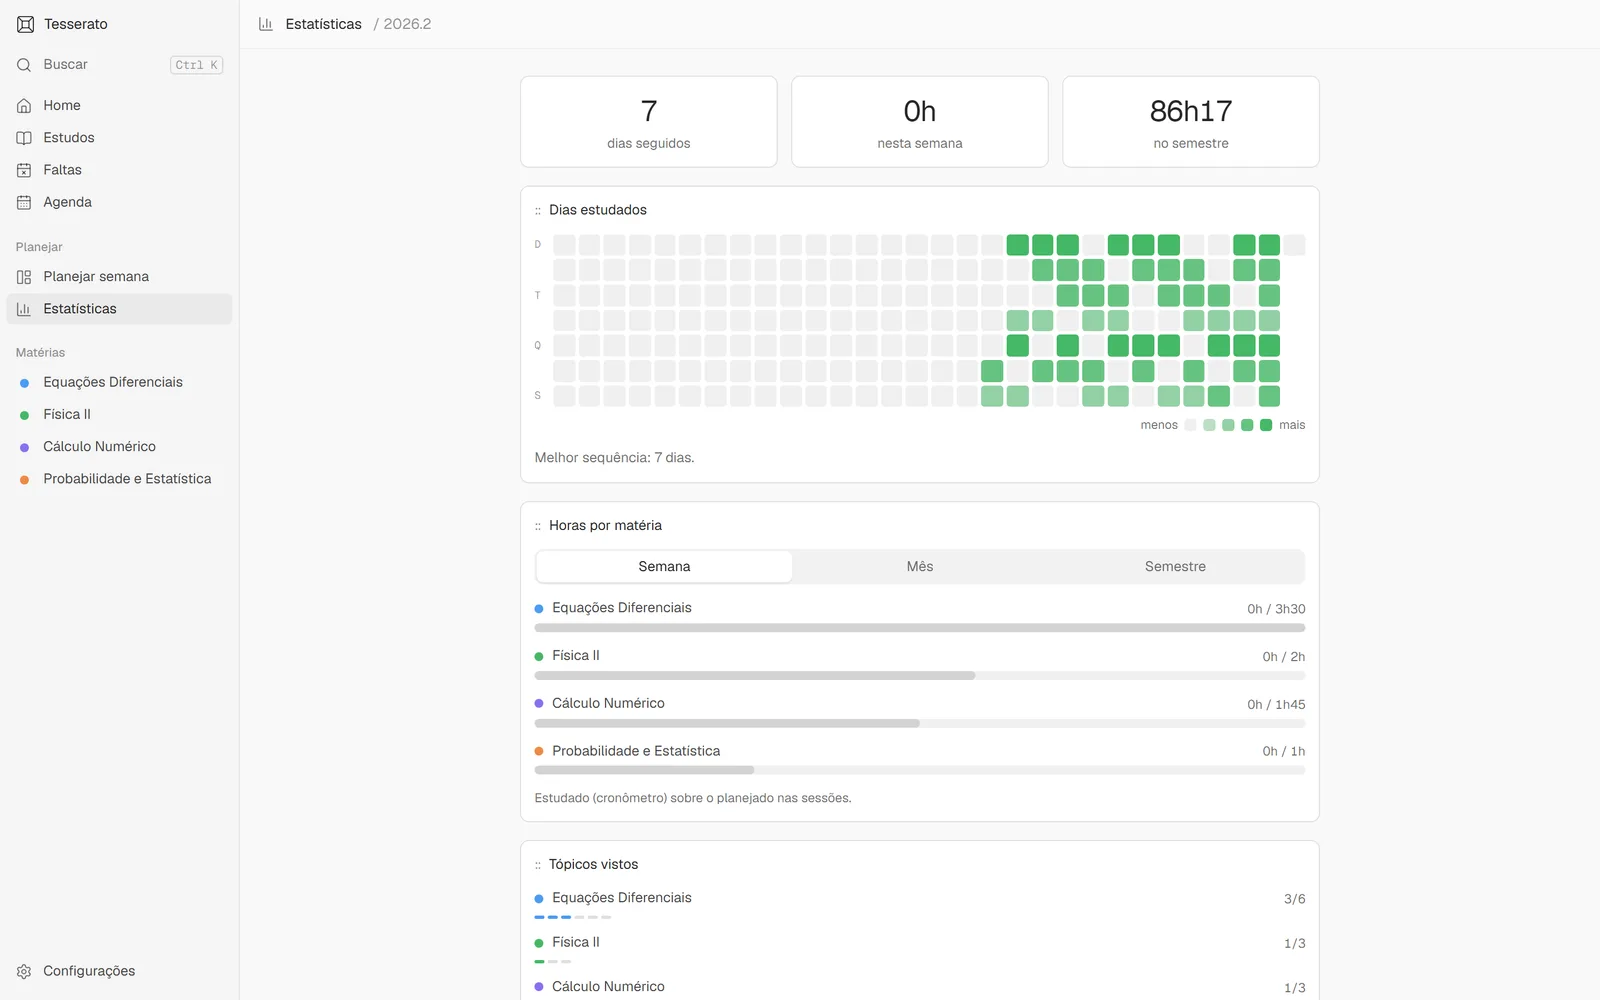 Tesserato
Buscar Ctrl K
Home
Estudos
Faltas
Agenda
Planejar
Planejar semana
Estatísticas
Matérias
Equações Diferenciais
Física II
Cálculo Numérico
Probabilidade e Estatística
Configurações
Estatísticas / 2026.2
7
dias seguidos
0h
nesta semana
86h17
no semestre
:: Dias estudados
D
T
Q
S
menos mais
Melhor sequência: 7 dias.
:: Horas por matéria
Semana Mês Semestre
Equações Diferenciais 0h / 3h30
Física II 0h / 2h
Cálculo Numérico 0h / 1h45
Probabilidade e Estatística 0h / 1h
Estudado (cronômetro) sobre o planejado nas sessões.
:: Tópicos vistos
Equações Diferenciais 3/6
Física II 1/3
Cálculo Numérico 1/3